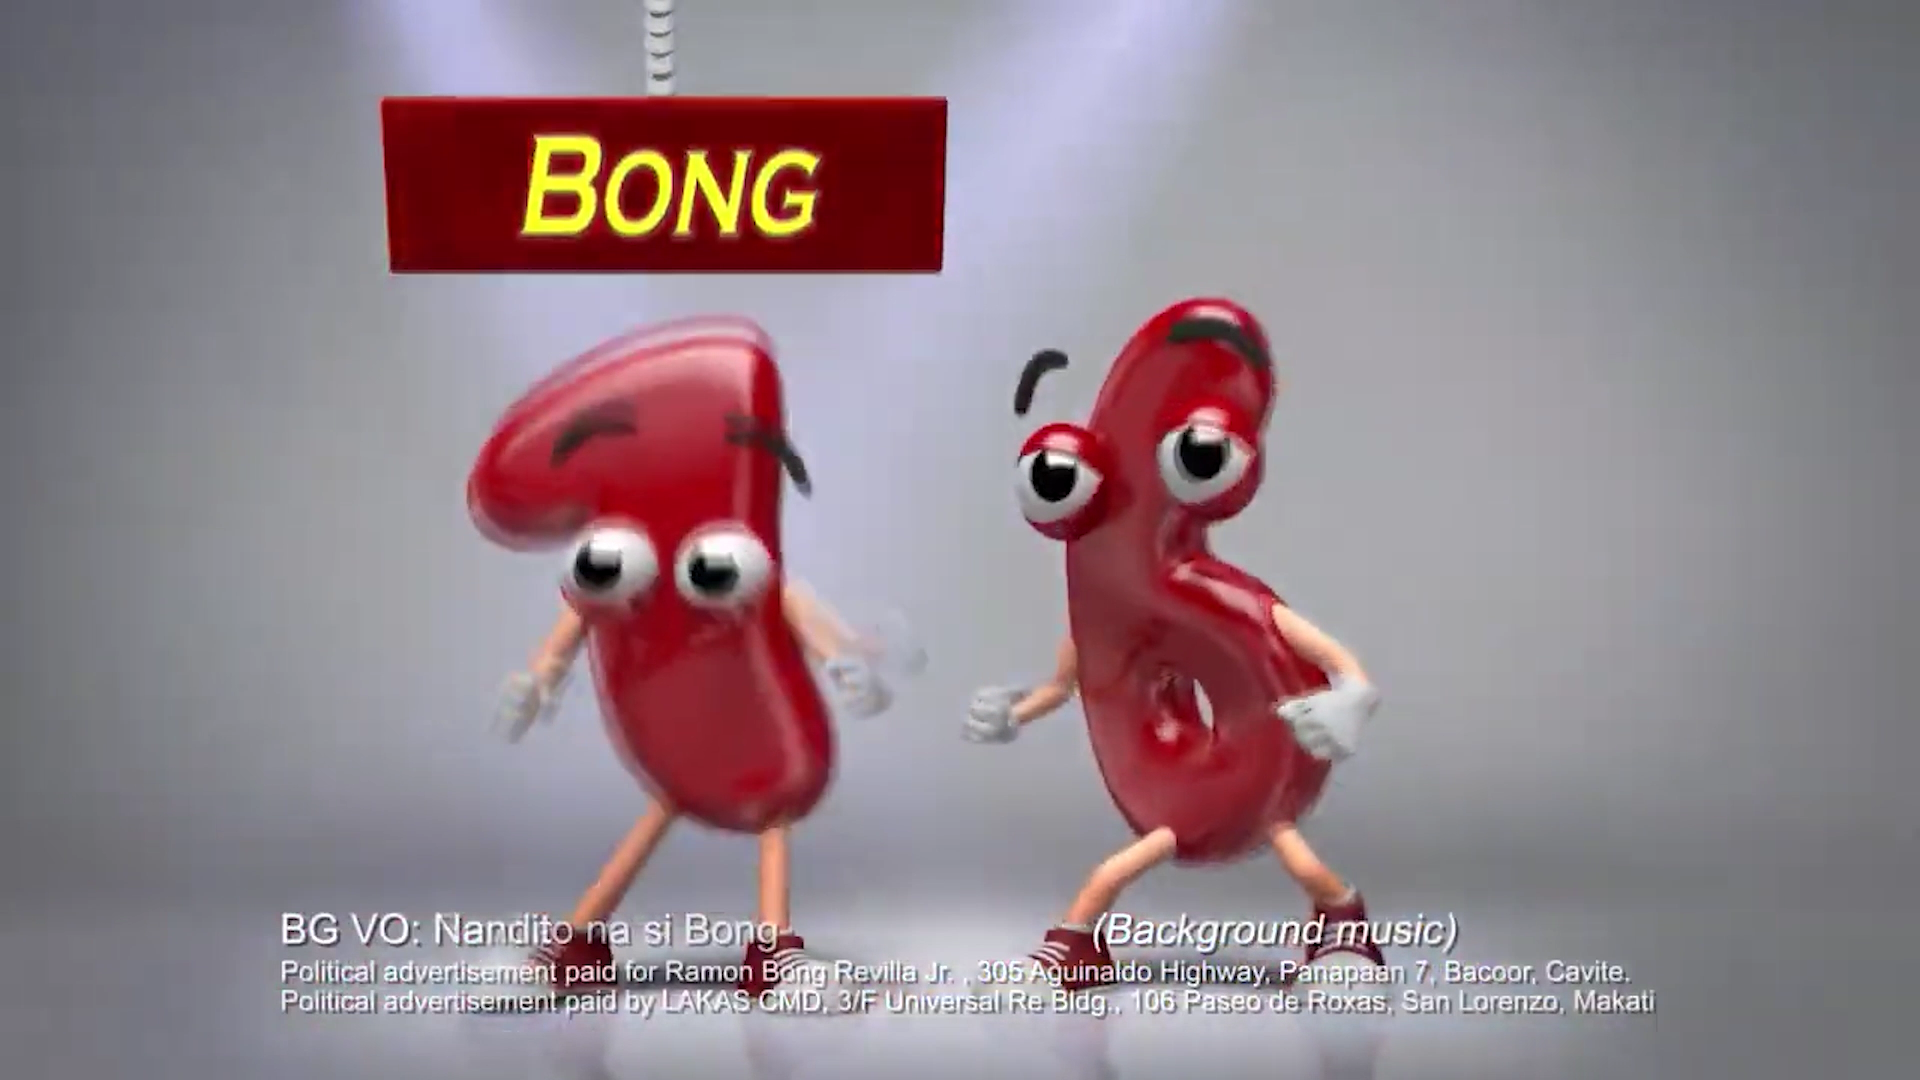 BONG
16
BG VO: Nandito na si Bong (Background music)
Political advertisement paid for Ramon Bong Revilla Jr. , 305 Aguinaldo Highway, Panapaan 7, Bacoor, Cavite.
Political advertisement paid by LAKAS CMD, 3/F Universal Re Bldg., 106 Paseo de Roxas, San Lorenzo, Makati